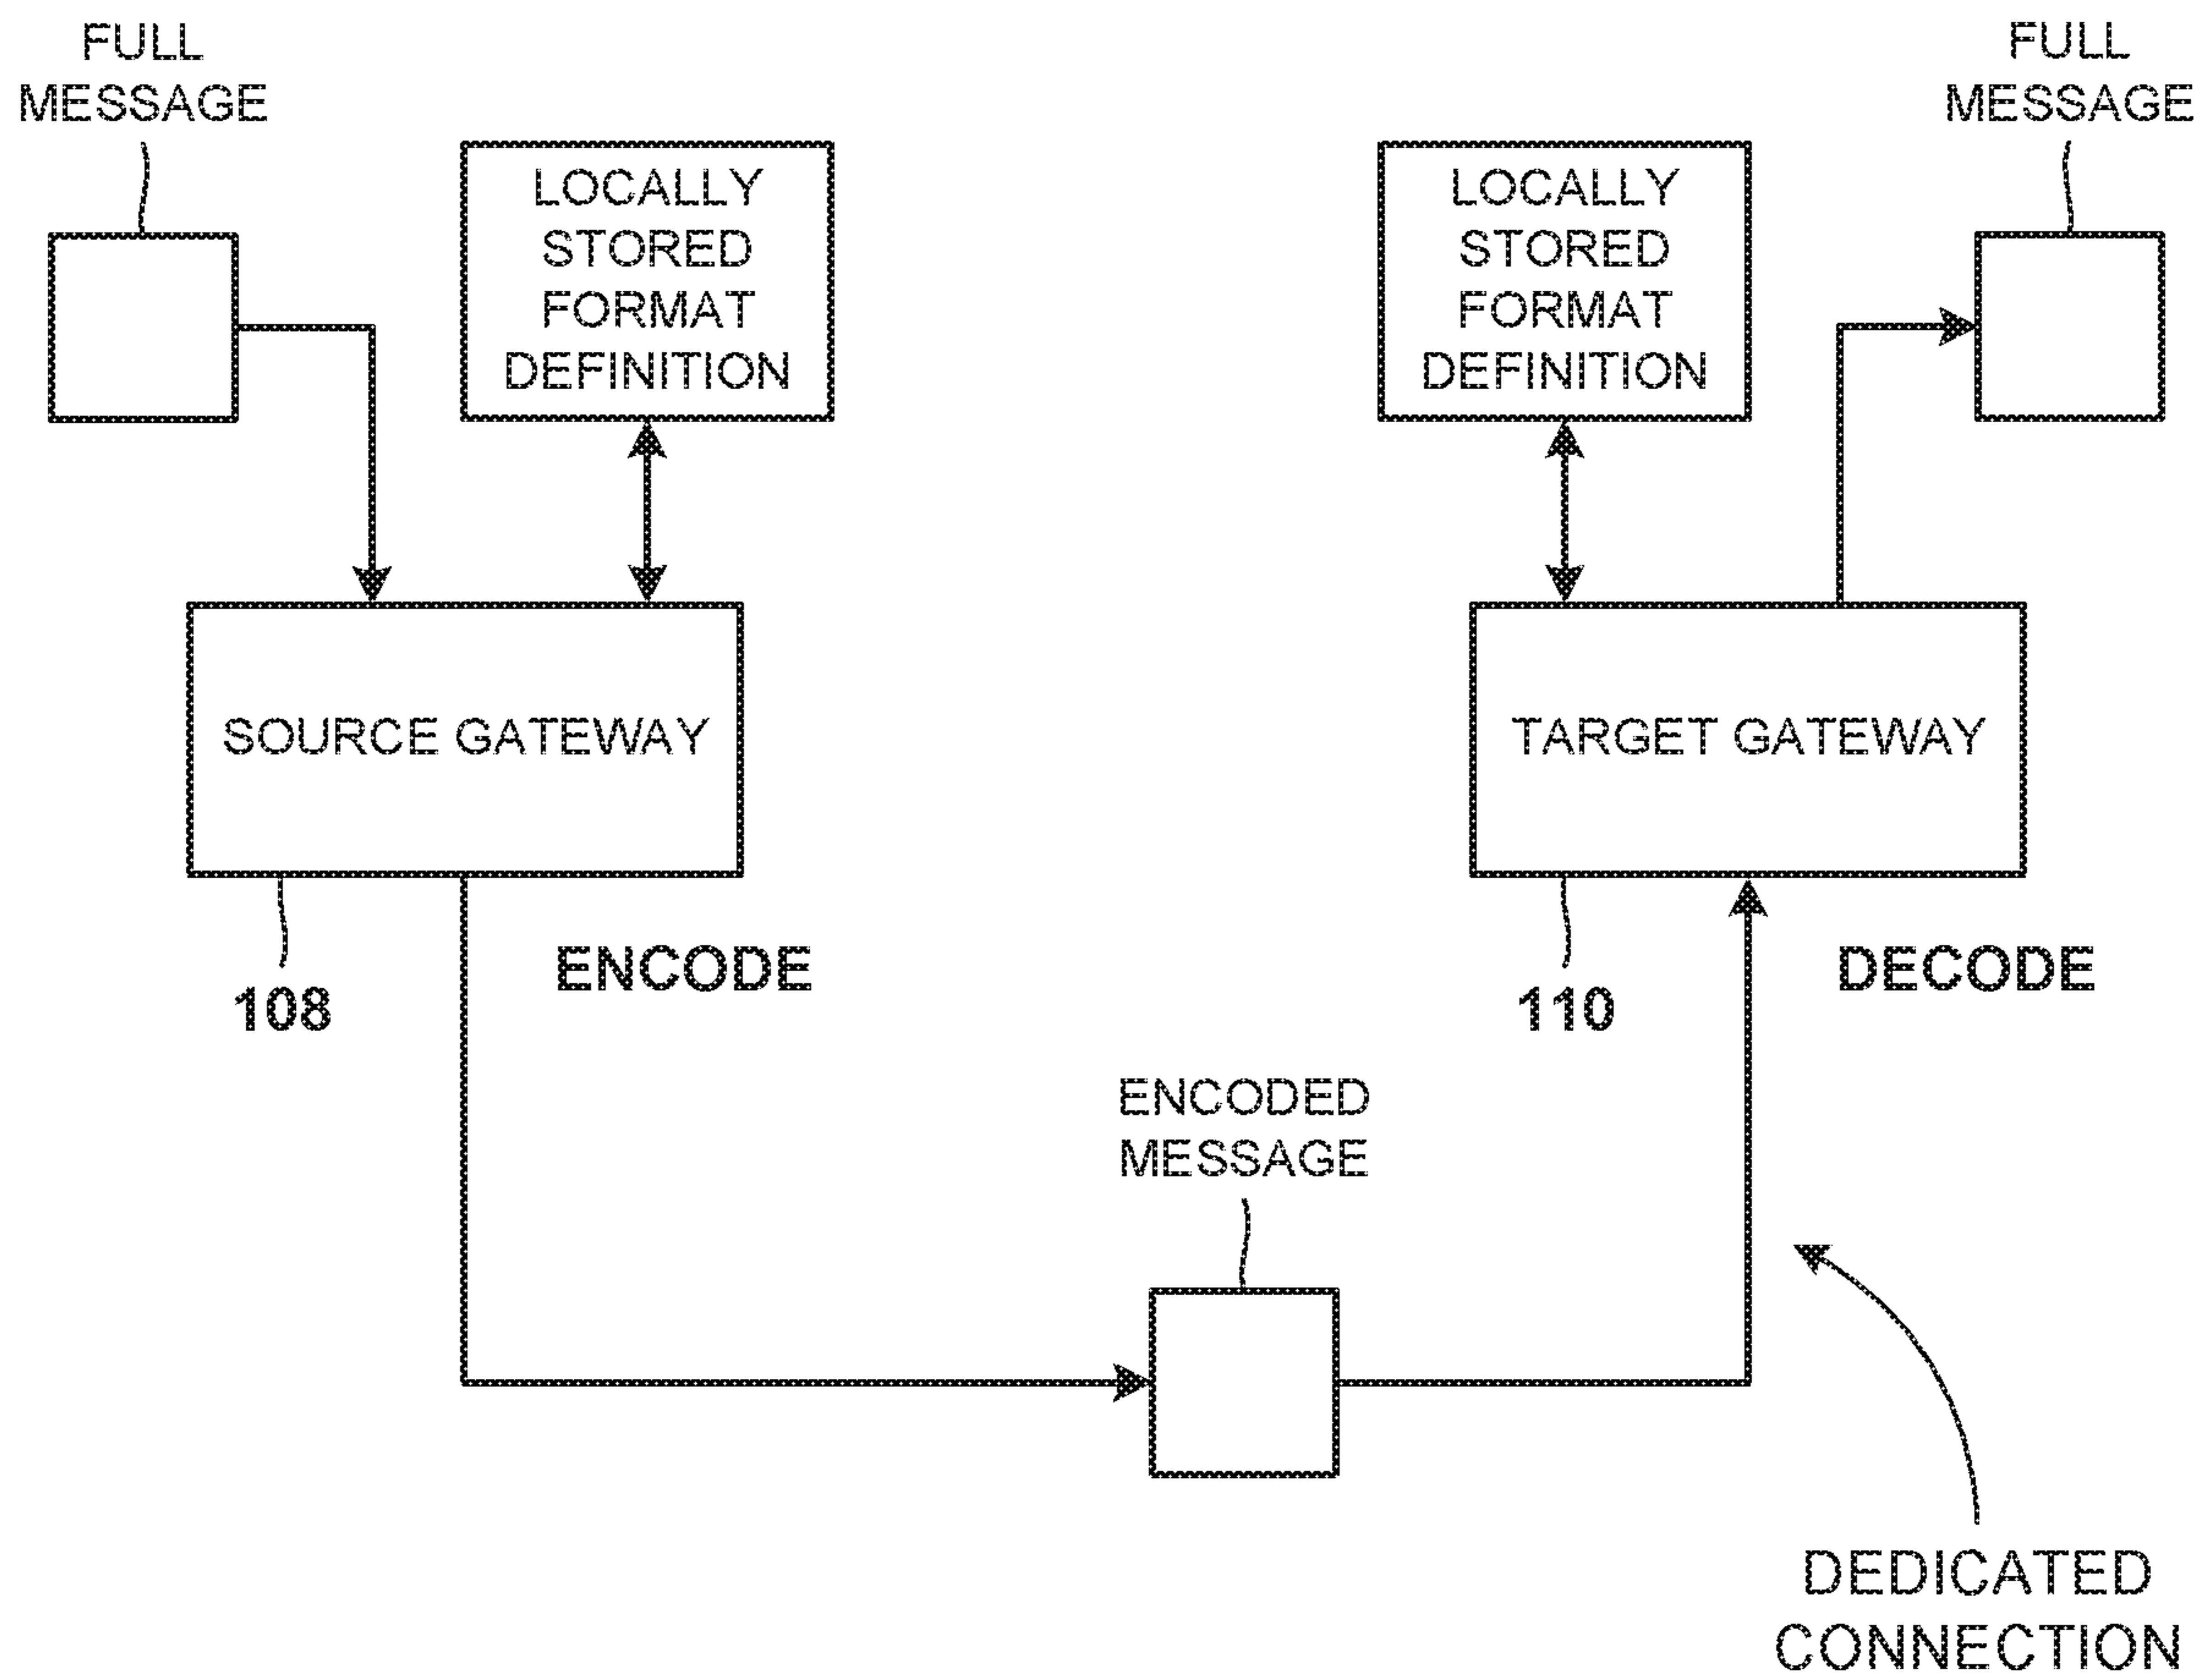 FULL
MESSAGE
LOCALLY
STORED
FORMAT
DEFINITION
LOCALLY
STORED
FORMAT
DEFINITION
FULL
MESSAGE
SOURCE GATEWAY
TARGET GATEWAY
108
ENCODE
110
DECODE
ENCODED
MESSAGE
DEDICATED
CONNECTION